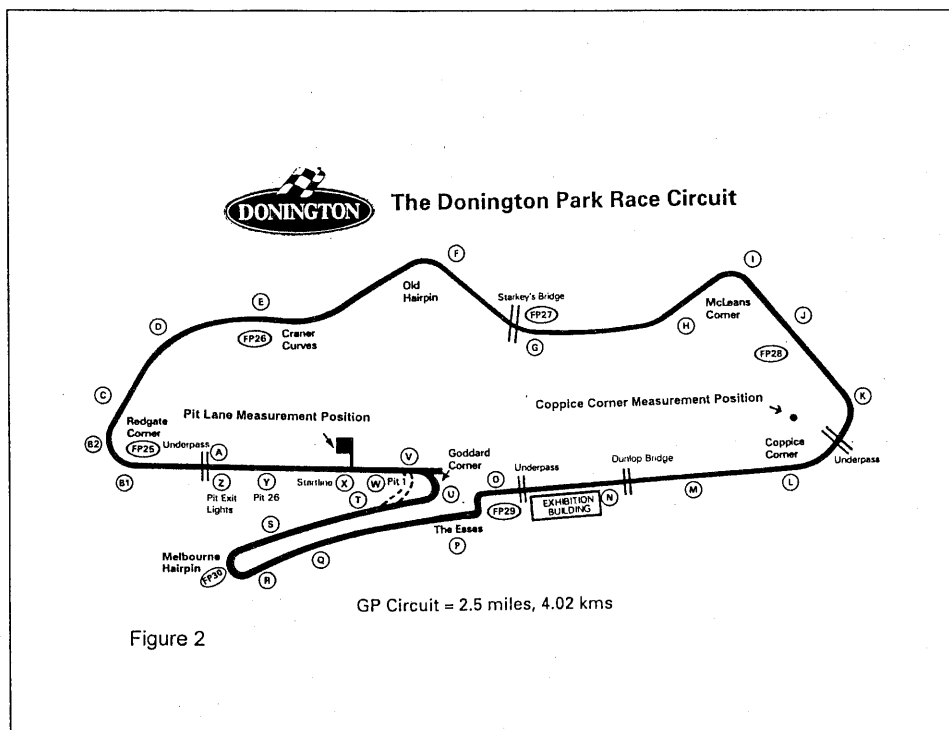 DONINGTON
The Donington Park Race Circuit
F
I
Old
Hairpin
Starkey's Bridge
FP27
McLeans
Corner
E
D
FP26
Craner
Curves
G
H
J
FP28
C
K
Redgate
Corner
FP25
Pit Lane Measurement Position
Coppice Corner Measurement Position
B2
Underpass
A
V
Goddard
Corner
Coppice
Corner
Underpass
B1
Z
Pit Exit
Lights
Y
Pit 26
Startline
X
W
Pit 1
T
U
O
Underpass
Dunlop Bridge
L
M
N
EXHIBITION
BUILDING
FP29
S
The Esses
P
Q
Melbourne
Hairpin
FP30
R
GP Circuit = 2.5 miles, 4.02 kms
Figure 2